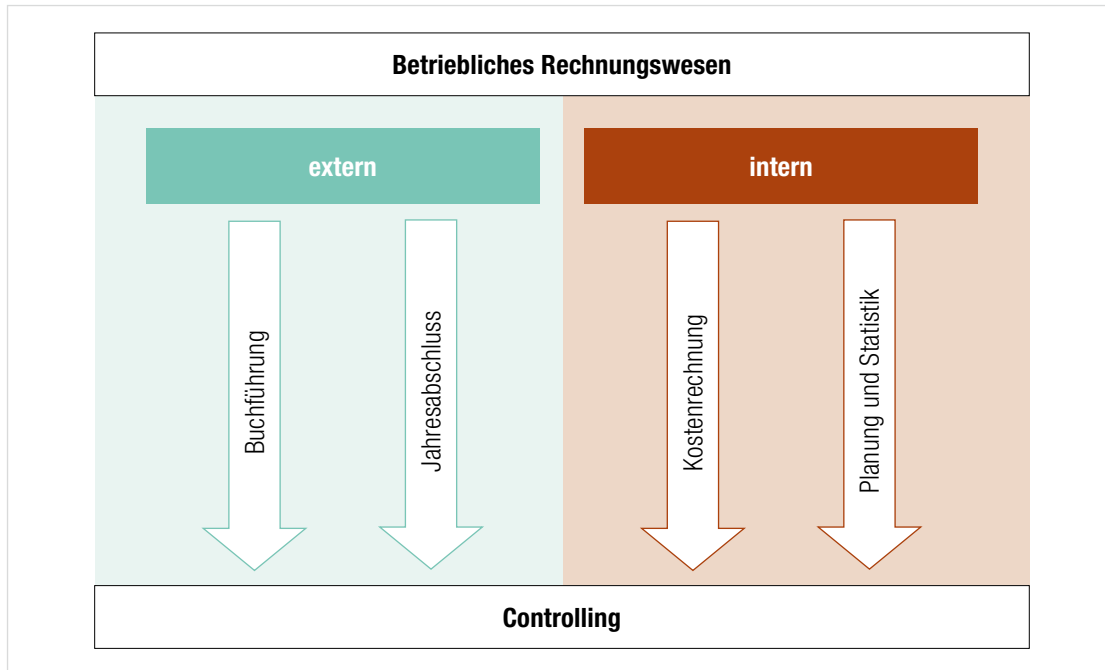 Betriebliches Rechnungswesen
extern
intern
Buchführung
Jahresabschluss
Kostenrechnung
Planung und Statistik
Controlling